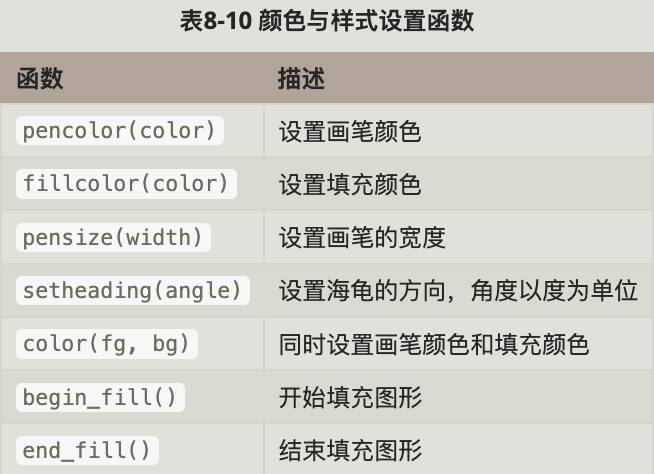 表8-10 颜色与样式设置函数
函数 描述
pencolor(color) 设置画笔颜色
fillcolor(color) 设置填充颜色
pensize(width) 设置画笔的宽度
setheading(angle) 设置海龟的方向，角度以度为单位
color(fg, bg) 同时设置画笔颜色和填充颜色
begin_fill() 开始填充图形
end_fill() 结束填充图形